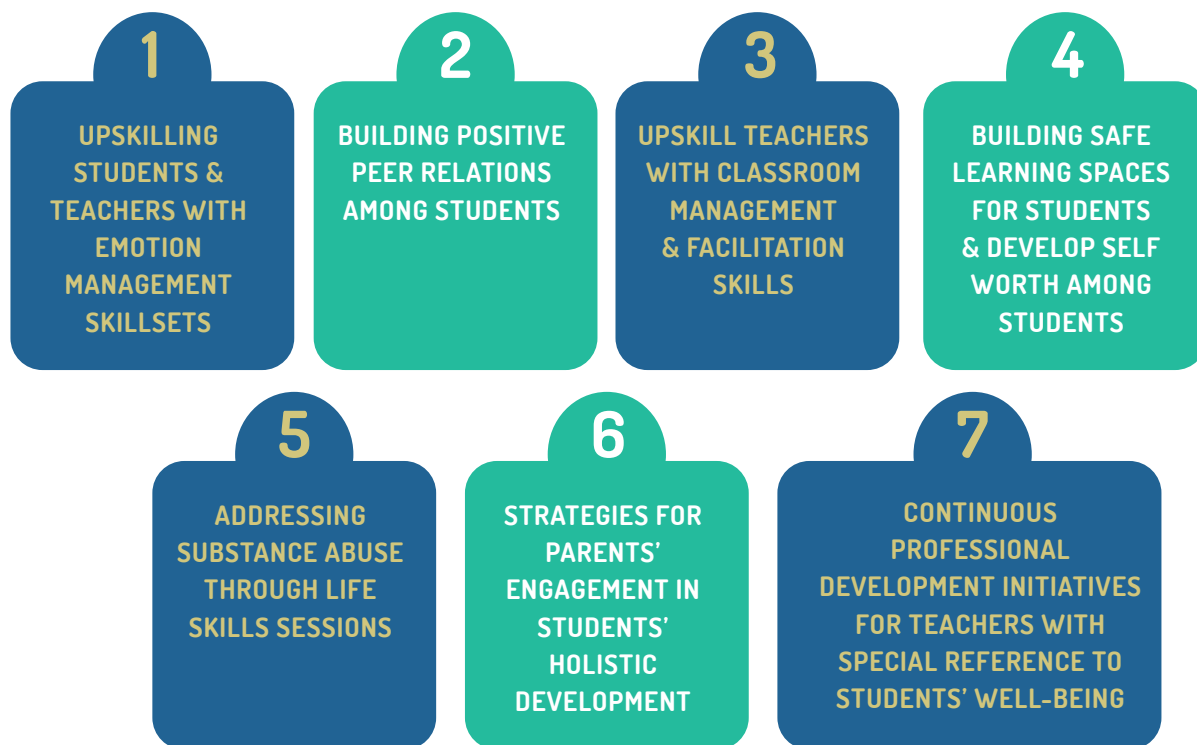 1
UPSKILLING
STUDENTS &
TEACHERS WITH
EMOTION
MANAGEMENT
SKILLSETS
2
BUILDING POSITIVE
PEER RELATIONS
AMONG STUDENTS
3
UPSKILL TEACHERS
WITH CLASSROOM
MANAGEMENT
& FACILITATION
SKILLS
4
BUILDING SAFE
LEARNING SPACES
FOR STUDENTS
& DEVELOP SELF
WORTH AMONG
STUDENTS
5
ADDRESSING
SUBSTANCE ABUSE
THROUGH LIFE
SKILLS SESSIONS
6
STRATEGIES FOR
PARENTS’
ENGAGEMENT IN
STUDENTS’
HOLISTIC
DEVELOPMENT
7
CONTINUOUS
PROFESSIONAL
DEVELOPMENT INITIATIVES
FOR TEACHERS WITH
SPECIAL REFERENCE TO
STUDENTS’ WELL-BEING